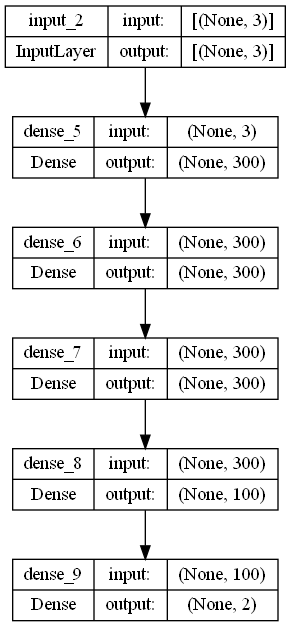 input_2 input: [(None, 3)]
InputLayer output: [(None, 3)]
dense_5 input: (None, 3)
Dense output: (None, 300)
dense_6 input: (None, 300)
Dense output: (None, 300)
dense_7 input: (None, 300)
Dense output: (None, 300)
dense_8 input: (None, 300)
Dense output: (None, 100)
dense_9 input: (None, 100)
Dense output: (None, 2)